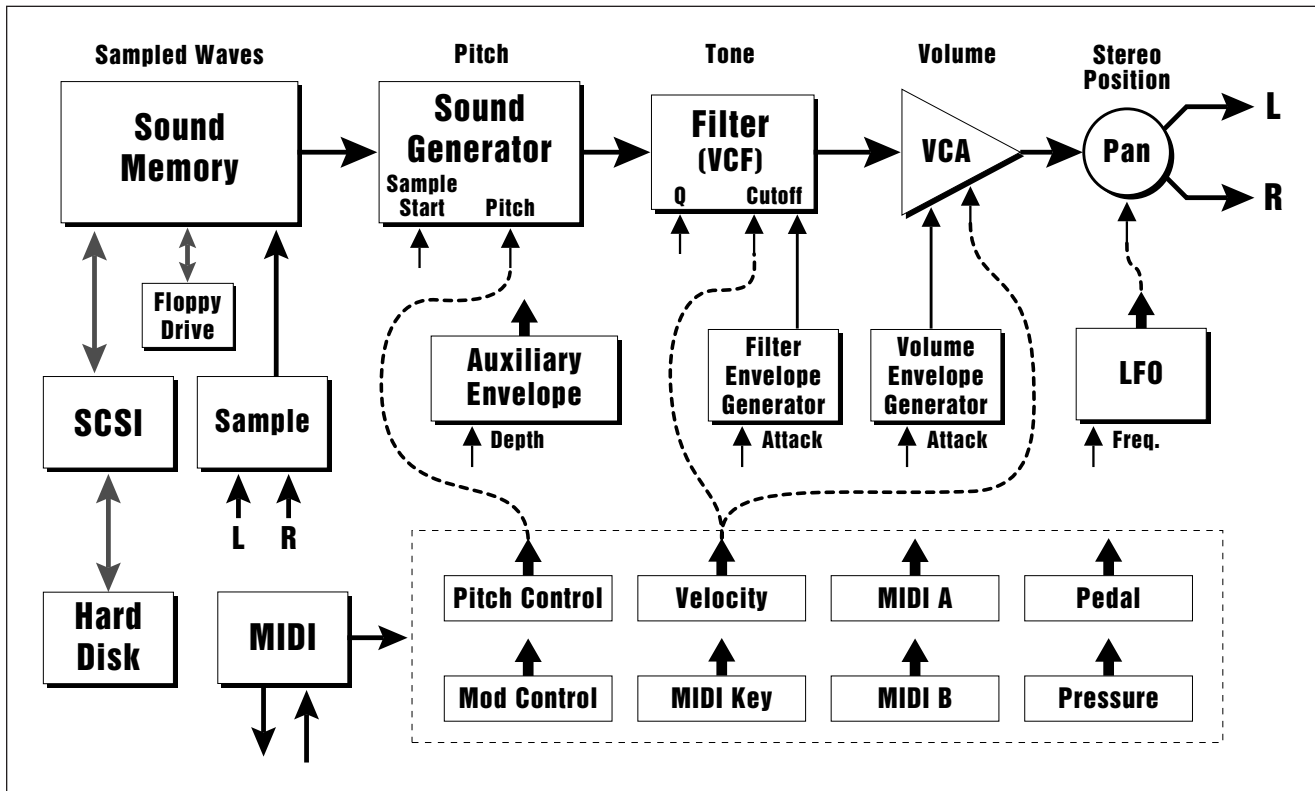 Sampled Waves
Pitch
Tone
Volume
Stereo
Position
Sound
Memory
Sound
Generator
Sample
Start
Pitch
Filter
(VCF)
Q
Cutoff
VCA
Pan
L
R
Floppy
Drive
SCSI
Sample
L
R
Hard
Disk
Auxiliary
Envelope
Depth
Filter
Envelope
Generator
Attack
Volume
Envelope
Generator
Attack
LFO
Freq.
MIDI
Pitch Control
Velocity
MIDI A
Pedal
Mod Control
MIDI Key
MIDI B
Pressure